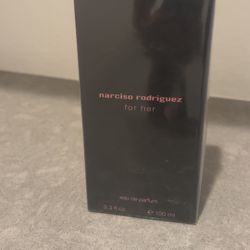 narciso rodriguez
for her
eau de parfum
3.3 fl.oz. ℮ 100 ml